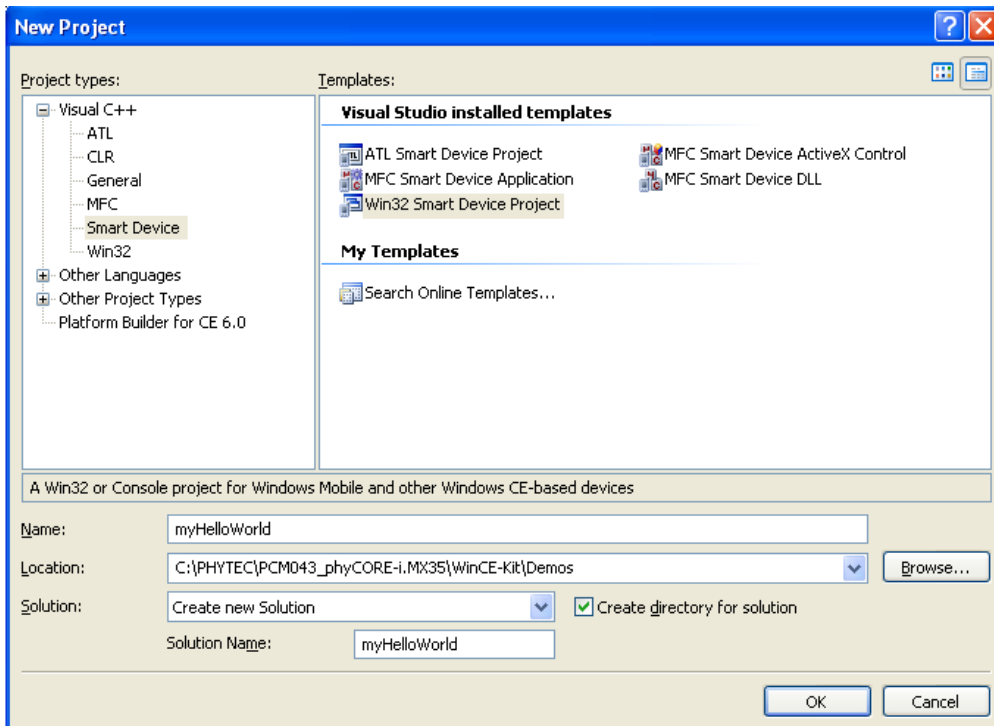 New Project
Project types:
Templates:
Visual C++
ATL
CLR
General
MFC
Smart Device
Win32
Other Languages
Other Project Types
Platform Builder for CE 6.0
Visual Studio installed templates
ATL Smart Device Project
MFC Smart Device ActiveX Control
MFC Smart Device Application
MFC Smart Device DLL
Win32 Smart Device Project
My Templates
Search Online Templates...
A Win32 or Console project for Windows Mobile and other Windows CE-based devices
Name:
myHelloWorld
Location:
C:\PHYTEC\PCM043_phyCORE-i.MX35\WinCE-Kit\Demos
Browse...
Solution:
Create new Solution
Create directory for solution
Solution Name:
myHelloWorld
OK
Cancel